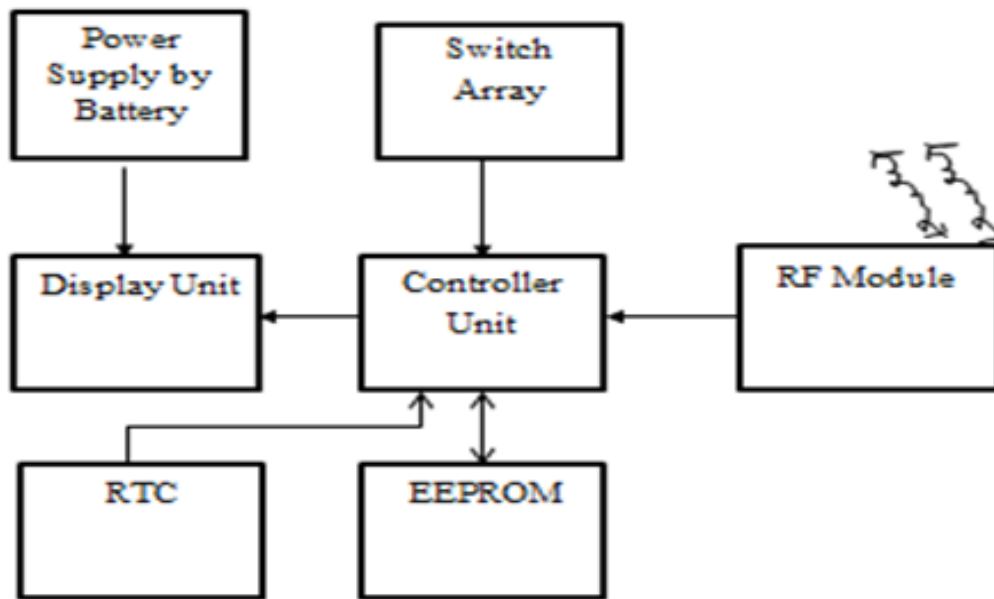 Power
Supply by
Battery
Switch
Array
Display Unit
Controller
Unit
RF Module
RTC
EEPROM